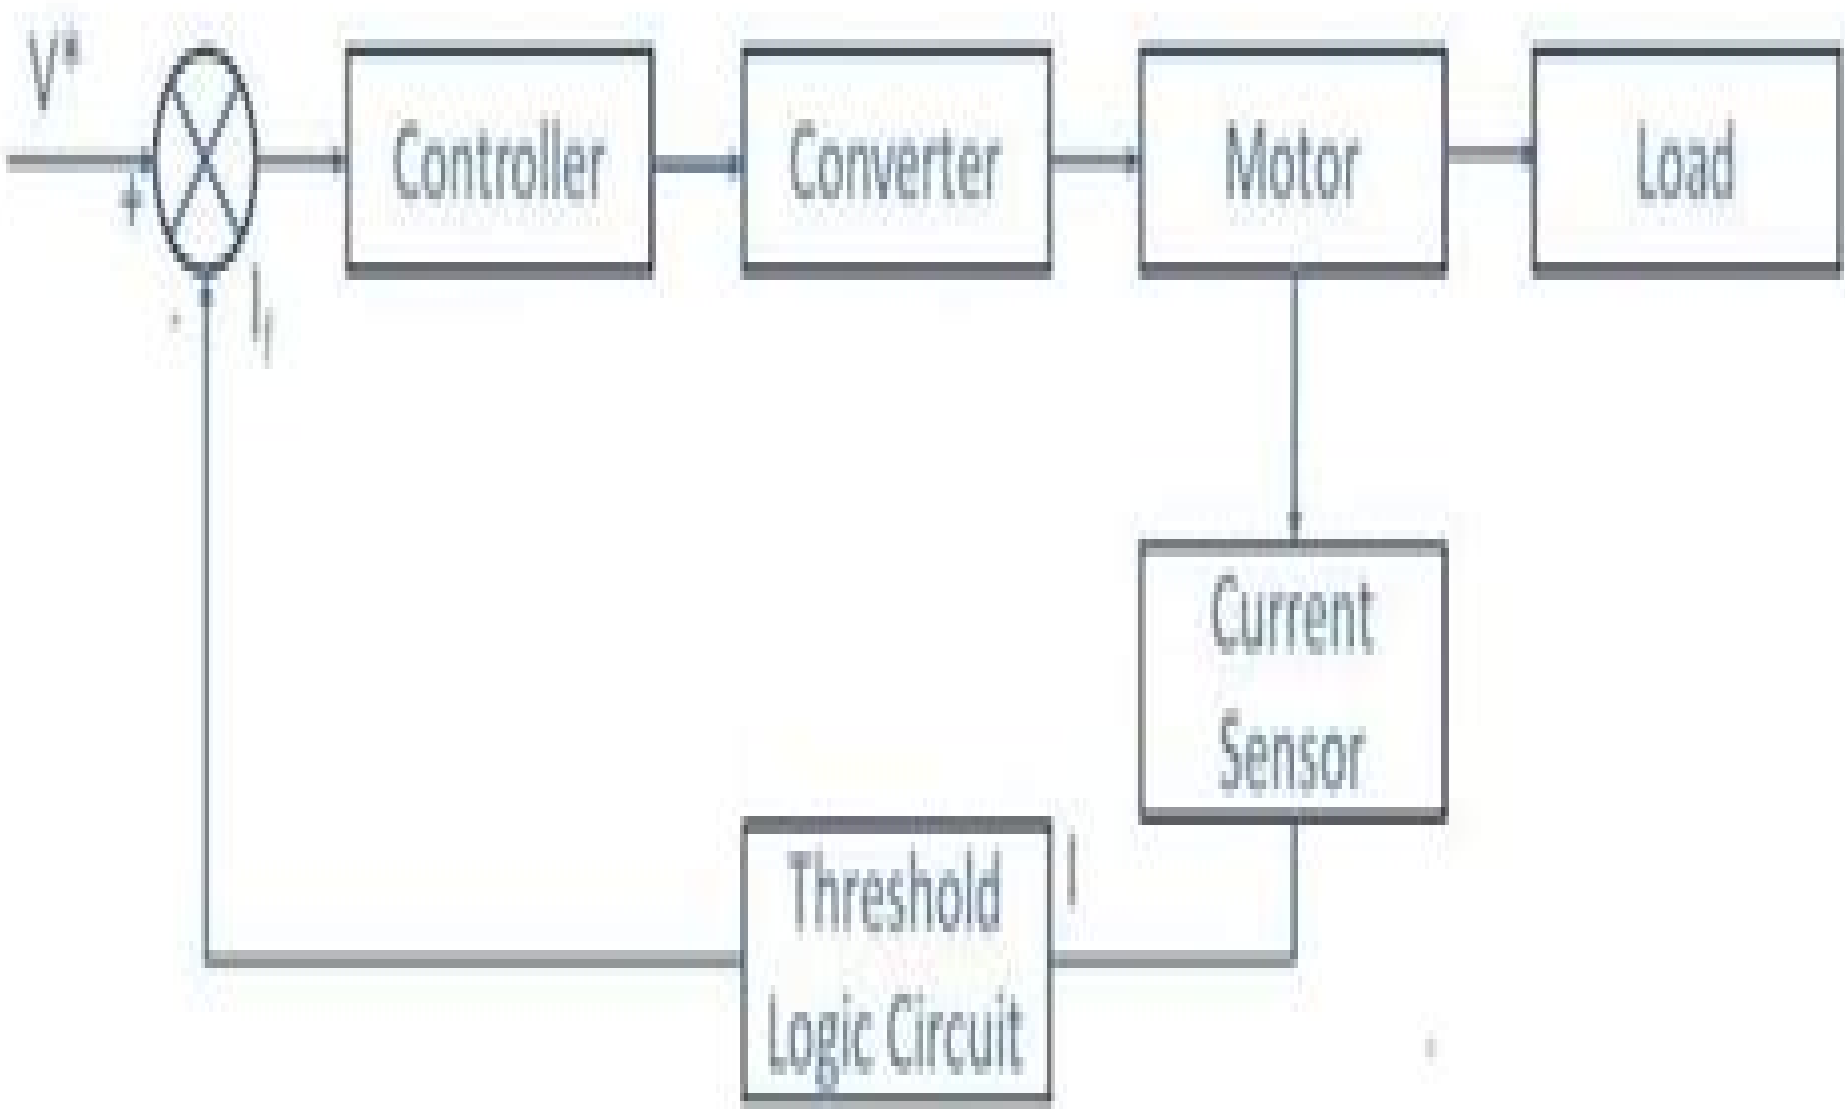 V*
Controller
Converter
Motor
Load
+
-
If
Current
Sensor
I
Threshold
Logic Circuit